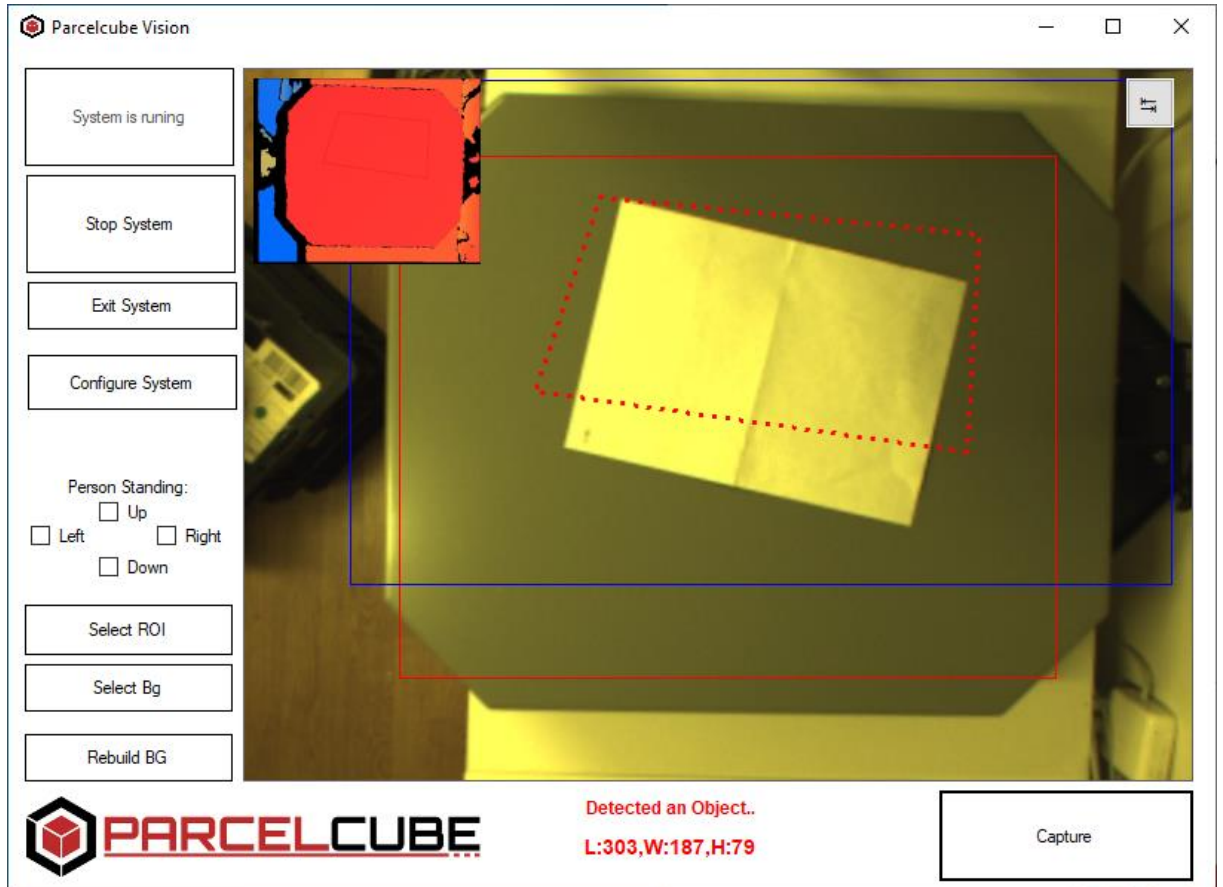 Parcelcube Vision
System is runing
Stop System
Exit System
Configure System
Person Standing:
Up
Left
Right
Down
Select ROI
Select Bg
Rebuild BG
PARCELCUBE
Detected an Object..
L:303,W:187,H:79
Capture